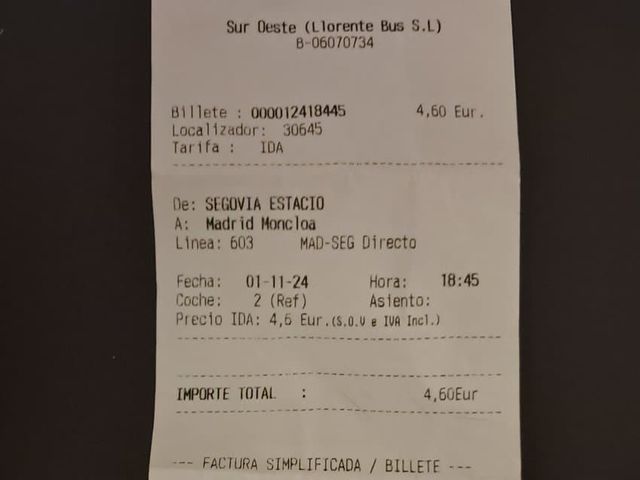 Sur Oeste (Llorente Bus S.L)
B-06070734
Billete : 000012418445 4,60 Eur.
Localizador: 30645
Tarifa : IDA
De: SEGOVIA ESTACIO
A: Madrid Moncloa
Linea: 603 MAD-SEG Directo
Fecha: 01-11-24 Hora: 18:45
Coche: 2 (Ref) Asiento:
Precio IDA: 4,6 Eur.(S.O.V e IVA Incl.)
IMPORTE TOTAL : 4,60Eur
--- FACTURA SIMPLIFICADA / BILLETE ---